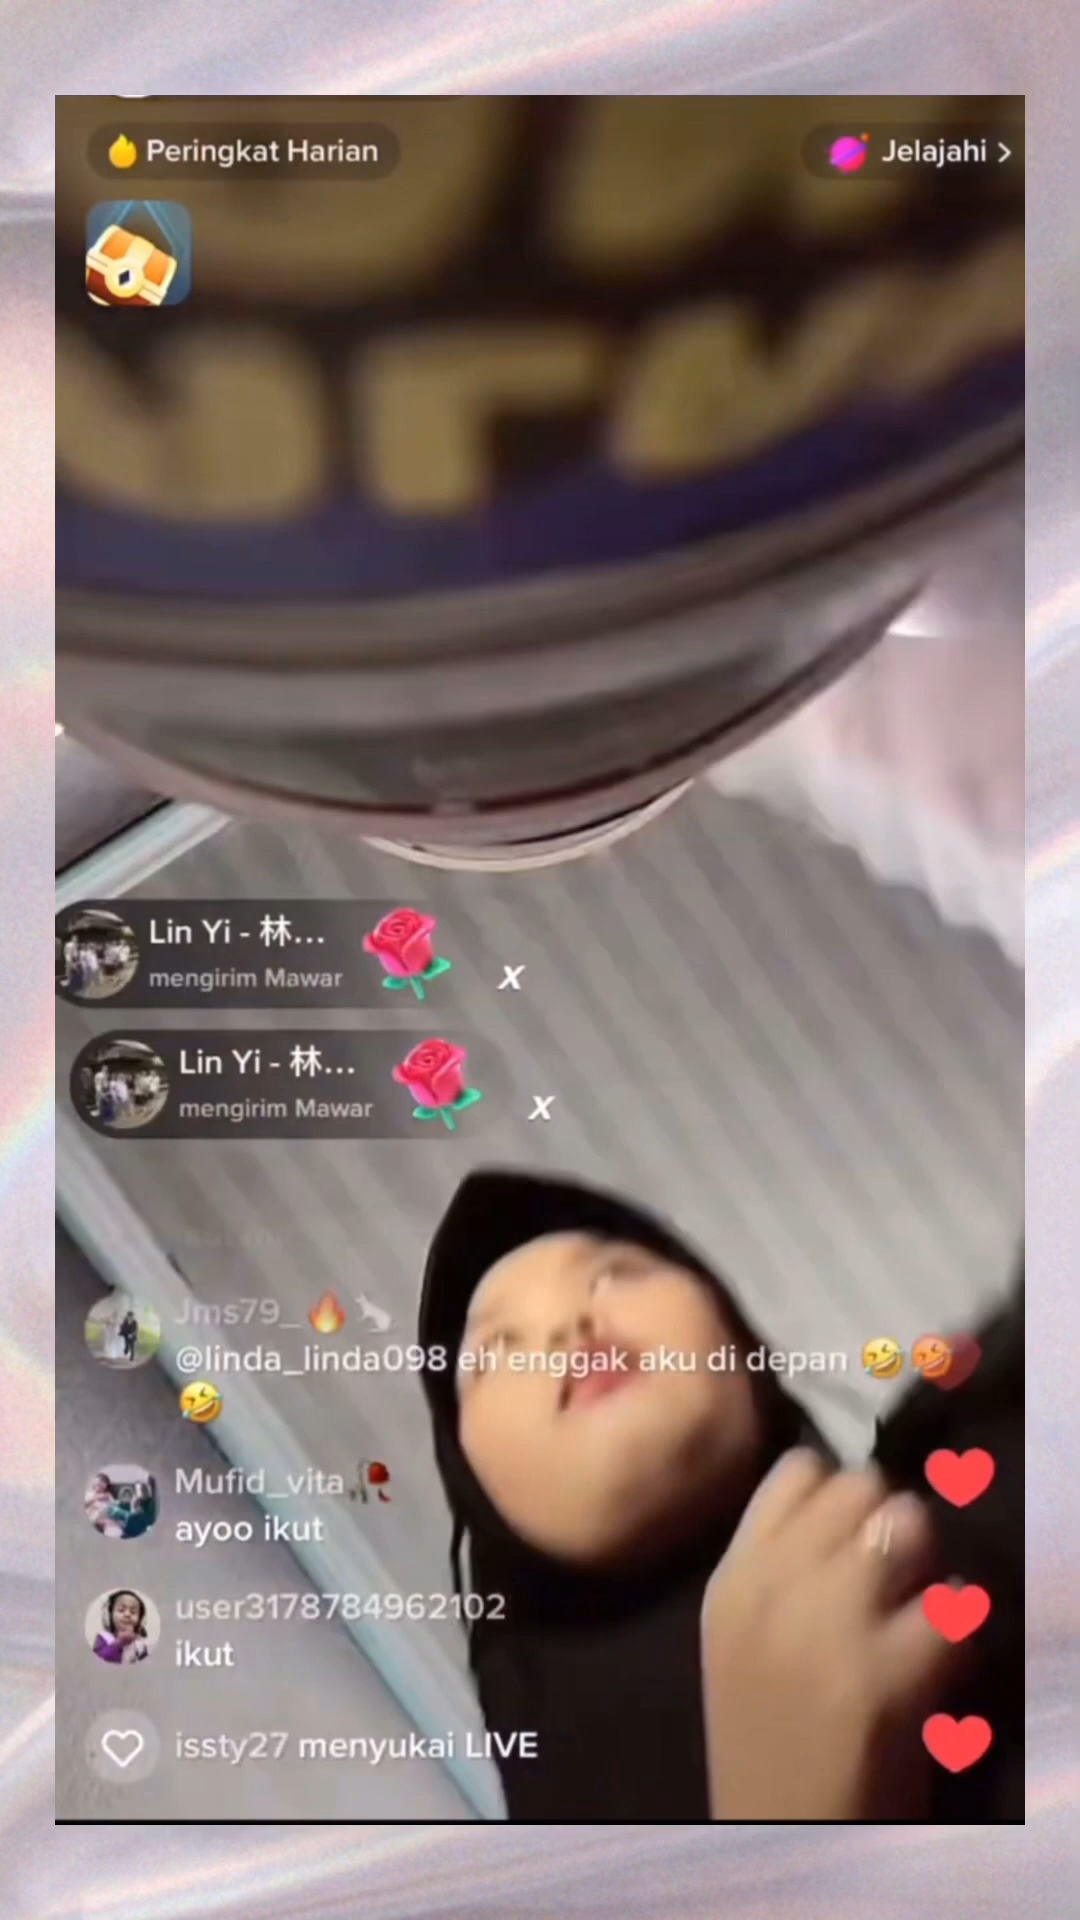 Peringkat Harian
Jelajahi >
Lin Yi - 林...
mengirim Mawar
x
Lin Yi - 林...
mengirim Mawar
x
Jms79_🔥🐁
@linda_linda098 eh enggak aku di depan 🤣🤣
🤣
Mufid_vita🥀
ayoo ikut
user3178784962102
ikut
issty27 menyukai LIVE